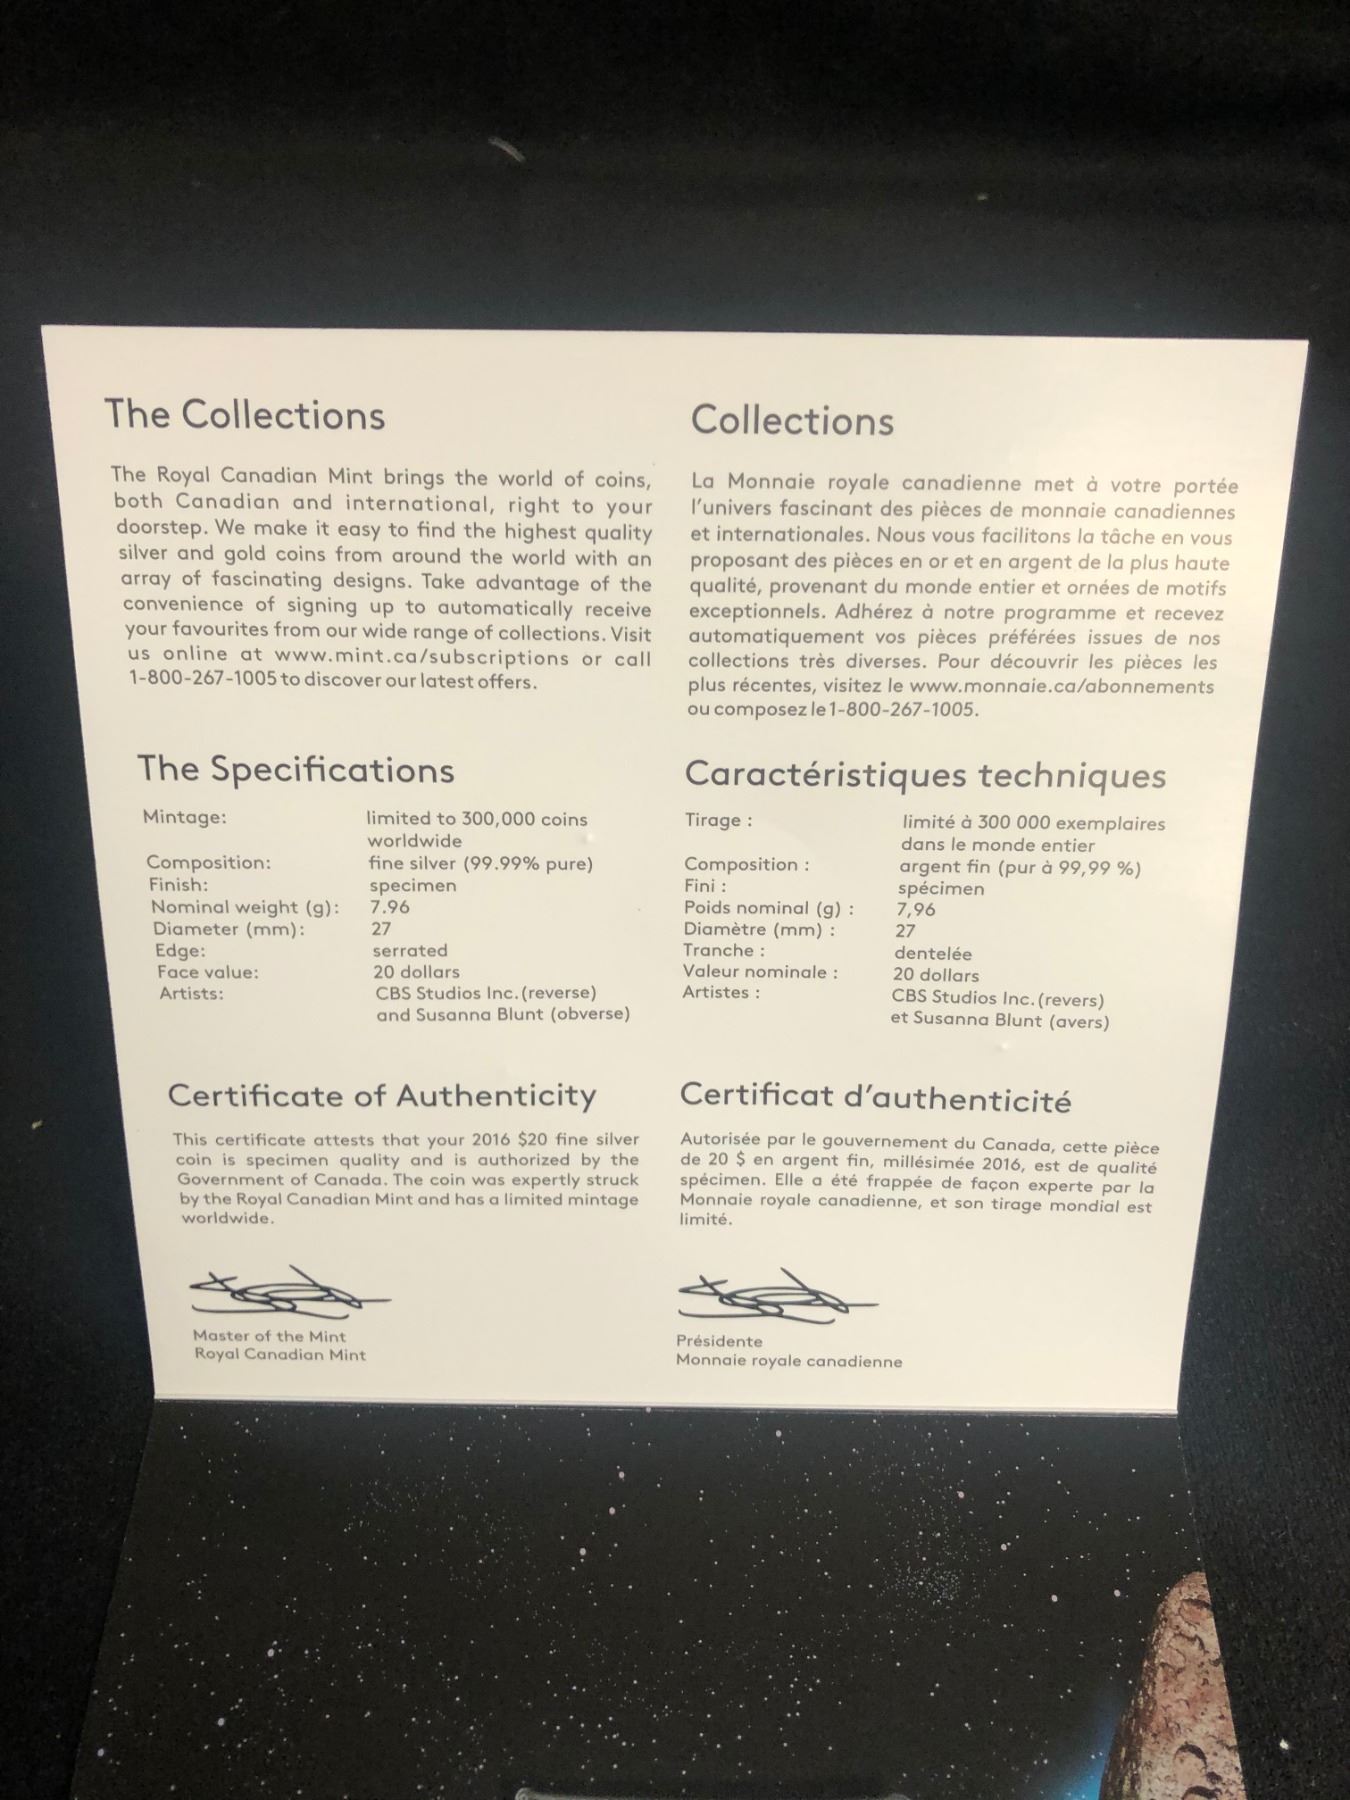 The Collections
The Royal Canadian Mint brings the world of coins,
both Canadian and international, right to your
doorstep. We make it easy to find the highest quality
silver and gold coins from around the world with an
array of fascinating designs. Take advantage of the
convenience of signing up to automatically receive
your favourites from our wide range of collections. Visit
us online at www.mint.ca/subscriptions or call
1-800-267-1005 to discover our latest offers.
The Specifications
Mintage: limited to 300,000 coins
worldwide
Composition: fine silver (99.99% pure)
Finish: specimen
Nominal weight (g): 7.96
Diameter (mm): 27
Edge: serrated
Face value: 20 dollars
Artists: CBS Studios Inc. (reverse)
and Susanna Blunt (obverse)
Certificate of Authenticity
This certificate attests that your 2016 $20 fine silver
coin is specimen quality and is authorized by the
Government of Canada. The coin was expertly struck
by the Royal Canadian Mint and has a limited mintage
worldwide.
Master of the Mint
Royal Canadian Mint
Collections
La Monnaie royale canadienne met à votre portée
l'univers fascinant des pièces de monnaie canadiennes
et internationales. Nous vous facilitons la tâche en vous
proposant des pièces en or et en argent de la plus haute
qualité, provenant du monde entier et ornées de motifs
exceptionnels. Adhérez à notre programme et recevez
automatiquement vos pièces préférées issues de nos
collections très diverses. Pour découvrir les pièces les
plus récentes, visitez le www.monnaie.ca/abonnements
ou composez le 1-800-267-1005.
Caractéristiques techniques
Tirage : limité à 300 000 exemplaires
dans le monde entier
Composition : argent fin (pur à 99,99 %)
Fini : spécimen
Poids nominal (g) : 7,96
Diamètre (mm) : 27
Tranche : dentelée
Valeur nominale : 20 dollars
Artistes : CBS Studios Inc. (revers)
et Susanna Blunt (avers)
Certificat d'authenticité
Autorisée par le gouvernement du Canada, cette pièce
de 20 $ en argent fin, millésimée 2016, est de qualité
spécimen. Elle a été frappée de façon experte par la
Monnaie royale canadienne, et son tirage mondial est
limité.
Présidente
Monnaie royale canadienne